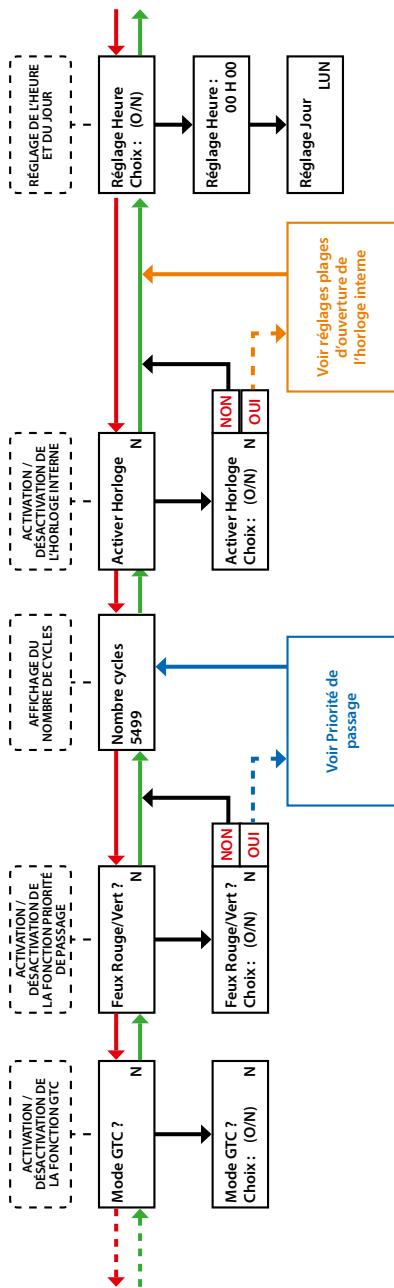 ACTIVATION /
DÉSACTIVATION DE
LA FONCTION GTC
Mode GTC ?
N
Mode GTC ?
Choix : (O/N) N
ACTIVATION /
DÉSACTIVATION DE
LA FONCTION PRIORITÉ
DE PASSAGE
Feux Rouge/Vert ?
N
Feux Rouge/Vert ?
Choix : (O/N) N
NON
OUI
Voir Priorité de
passage
AFFICHAGE DU
NOMBRE DE CYCLES
Nombre cycles
5499
ACTIVATION /
DÉSACTIVATION DE
L'HORLOGE INTERNE
Activer Horloge
N
Activer Horloge
Choix : (O/N) N
NON
OUI
Voir réglages plages
d'ouverture de
l'horloge interne
RÉGLAGE DE L'HEURE
ET DU JOUR
Réglage Heure
Choix : (O/N)
Réglage Heure :
00 H 00
Réglage Jour
LUN